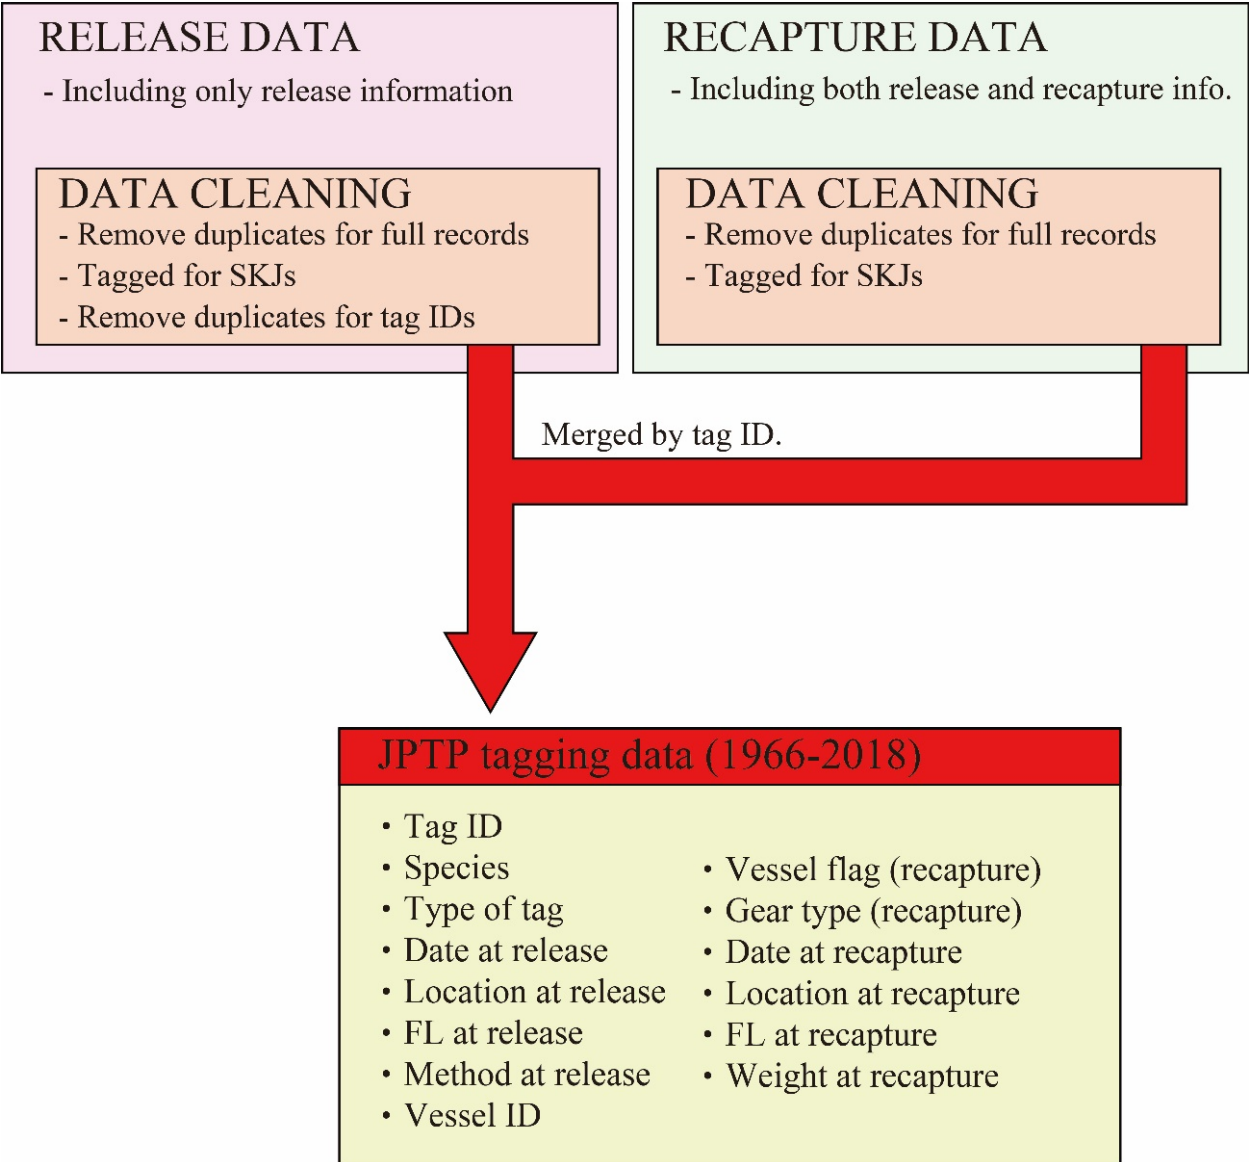 RELEASE DATA
- Including only release information
DATA CLEANING
- Remove duplicates for full records
- Tagged for SKJs
- Remove duplicates for tag IDs
RECAPTURE DATA
- Including both release and recapture info.
DATA CLEANING
- Remove duplicates for full records
- Tagged for SKJs
Merged by tag ID.
JPTP tagging data (1966-2018)
・Tag ID
・Species
・Type of tag
・Date at release
・Location at release
・FL at release
・Method at release
・Vessel ID
・Vessel flag (recapture)
・Gear type (recapture)
・Date at recapture
・Location at recapture
・FL at recapture
・Weight at recapture